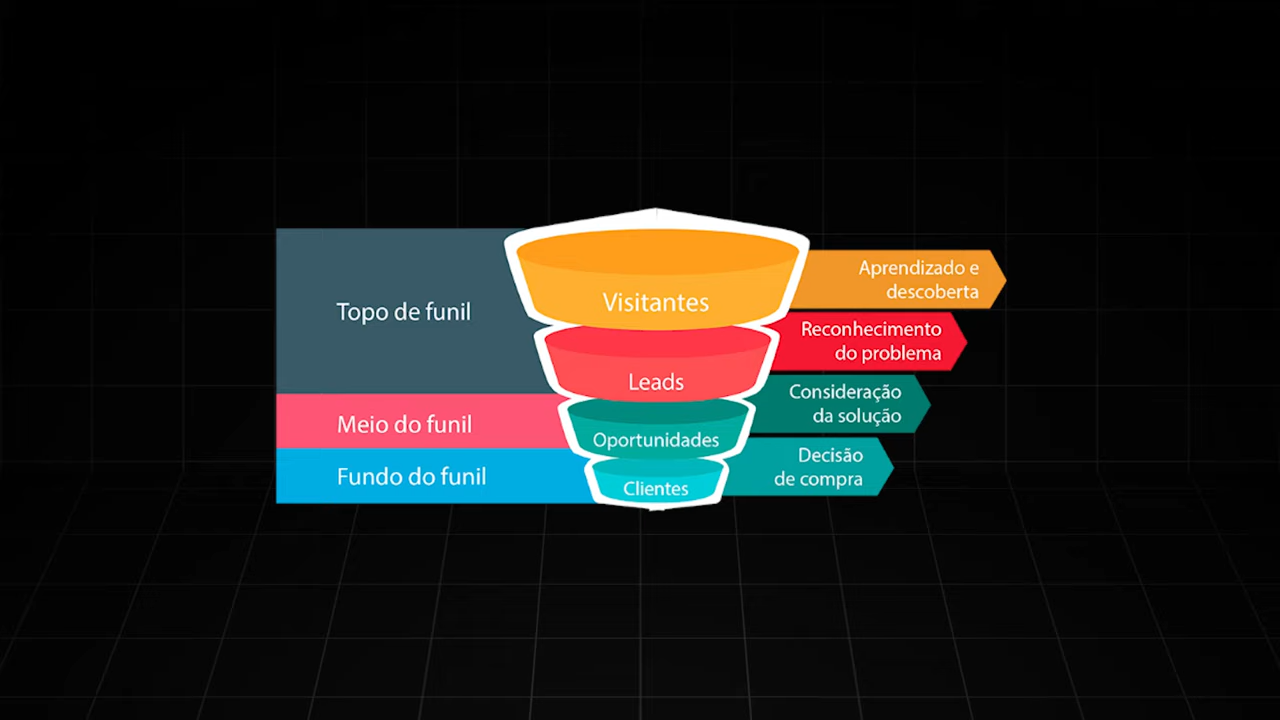 Topo de funil
Meio do funil
Fundo do funil
Visitantes
Leads
Oportunidades
Clientes
Aprendizado e
descoberta
Reconhecimento
do problema
Consideração
da solução
Decisão
de compra